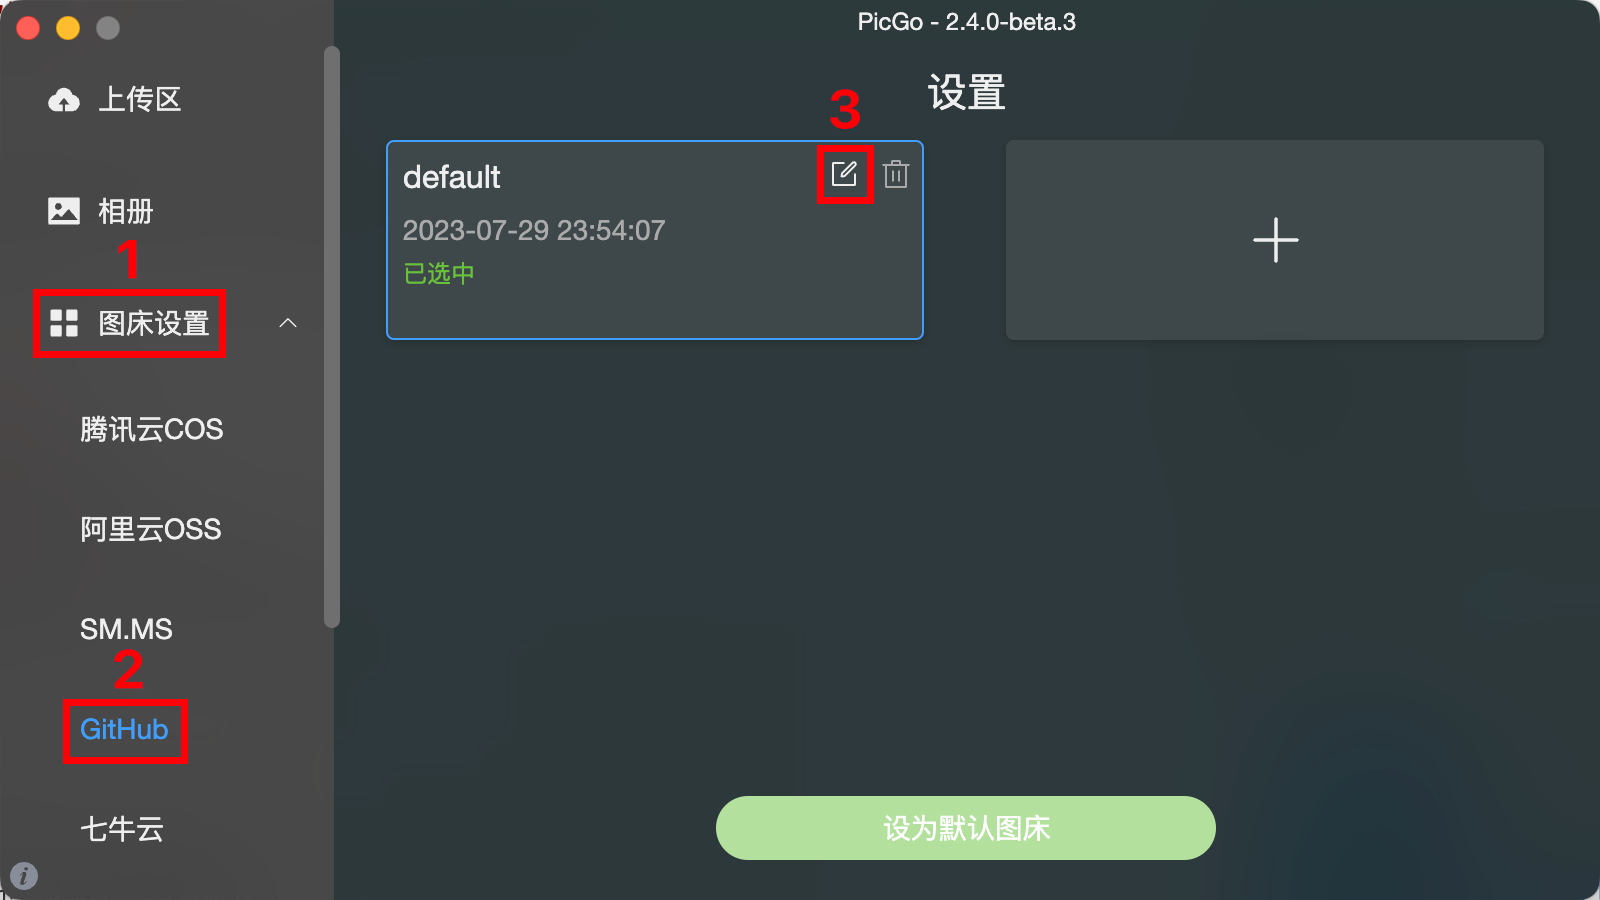 PicGo - 2.4.0-beta.3
上传区
相册
1
图床设置
腾讯云COS
阿里云OSS
SM.MS
2
GitHub
七牛云
设置
3
default
2023-07-29 23:54:07
已选中
设为默认图床